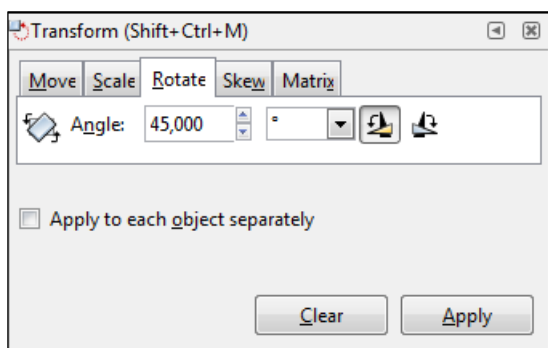 Transform (Shift+Ctrl+M)
Move Scale Rotate Skew Matrix
Angle: 45,000 °
Apply to each object separately
Clear Apply